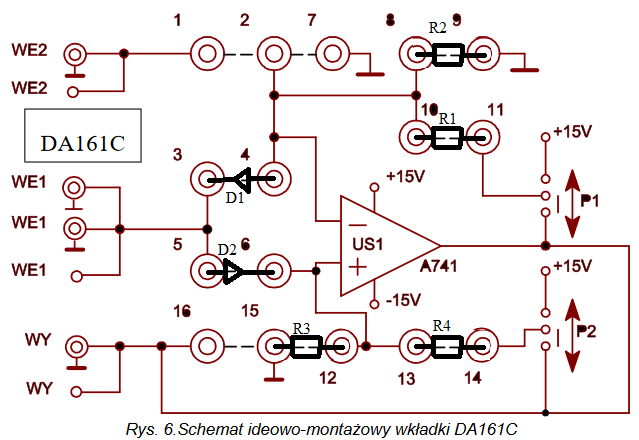 1 2 7 8 9
WE2
R2
WE2
10 11
DA161C
R1
+15V
3 4
WE1
D1
+15V
P1
WE1
US1
A741
5 6
D2
WE1
-15V
+15V
16 15
R3
R4
P2
WY
12 13 14
WY
Rys. 6.Schemat ideowo-montażowy wkładki DA161C